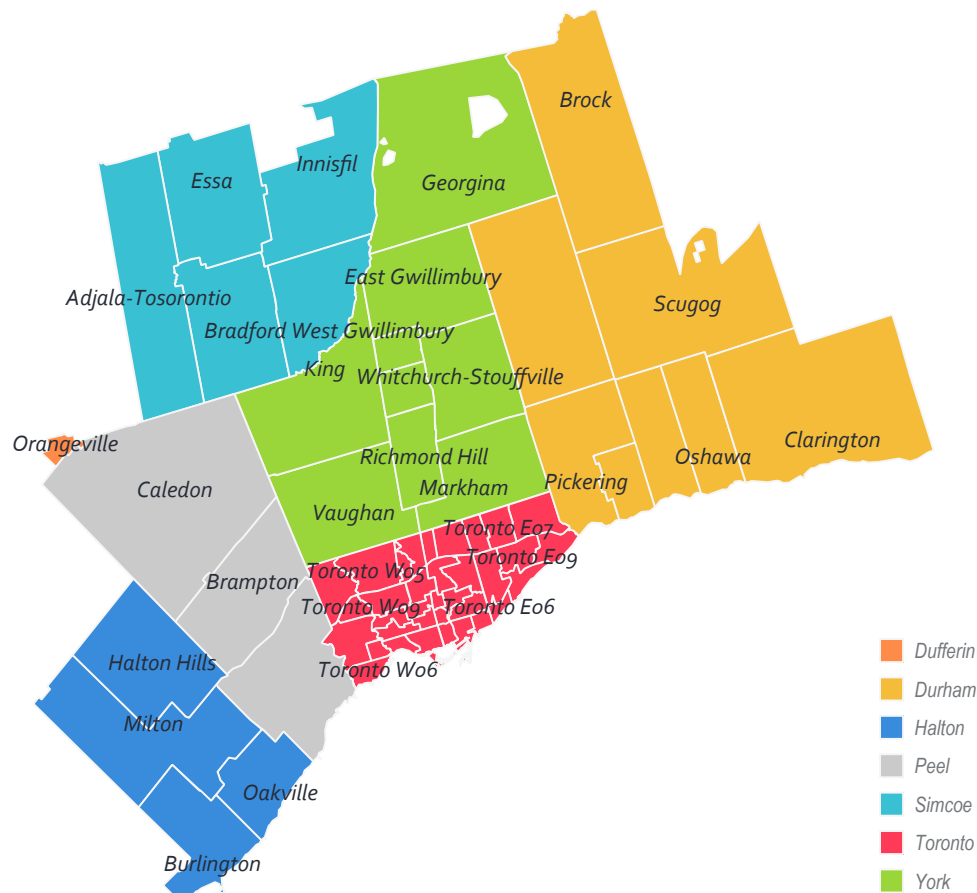 Brock
Innisfil
Essa
Georgina
East Gwillimbury
Adjala-Tosorontio
Scugog
Bradford West Gwillimbury
King
Whitchurch-Stouffville
Orangeville
Clarington
Richmond Hill
Oshawa
Caledon
Markham
Pickering
Vaughan
Toronto E07
Toronto E09
Toronto W05
Brampton
Toronto W09
Toronto E06
Halton Hills
Toronto W06
Milton
Oakville
Burlington
Dufferin
Durham
Halton
Peel
Simcoe
Toronto
York